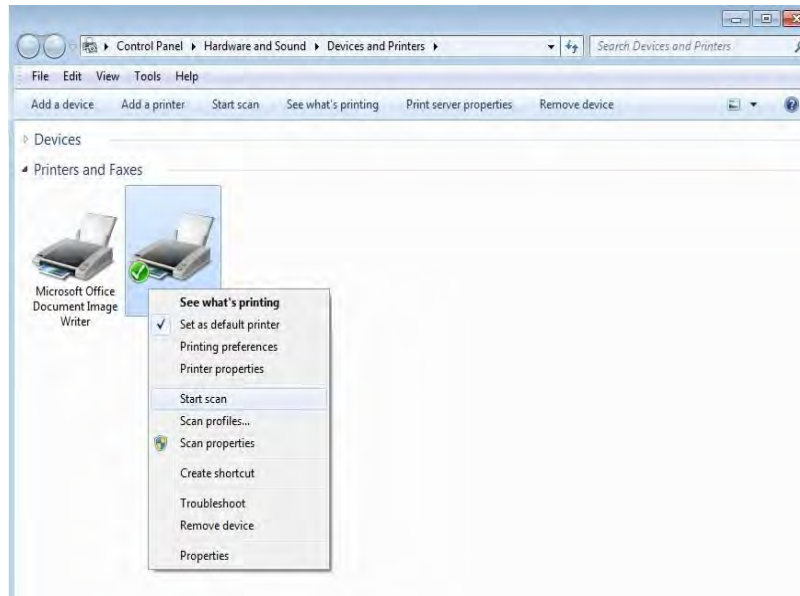 Control Panel Hardware and Sound Devices and Printers Search Devices and Printers
File Edit View Tools Help
Add a device Add a printer Start scan See what's printing Print server properties Remove device
Devices
Printers and Faxes
Microsoft Office
Document Image
Writer
See what's printing
Set as default printer
Printing preferences
Printer properties
Start scan
Scan profiles...
Scan properties
Create shortcut
Troubleshoot
Remove device
Properties